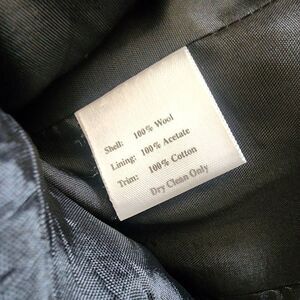 Shell: 100% Wool
Lining: 100% Acetate
Trim: 100% Cotton
Dry Clean Only